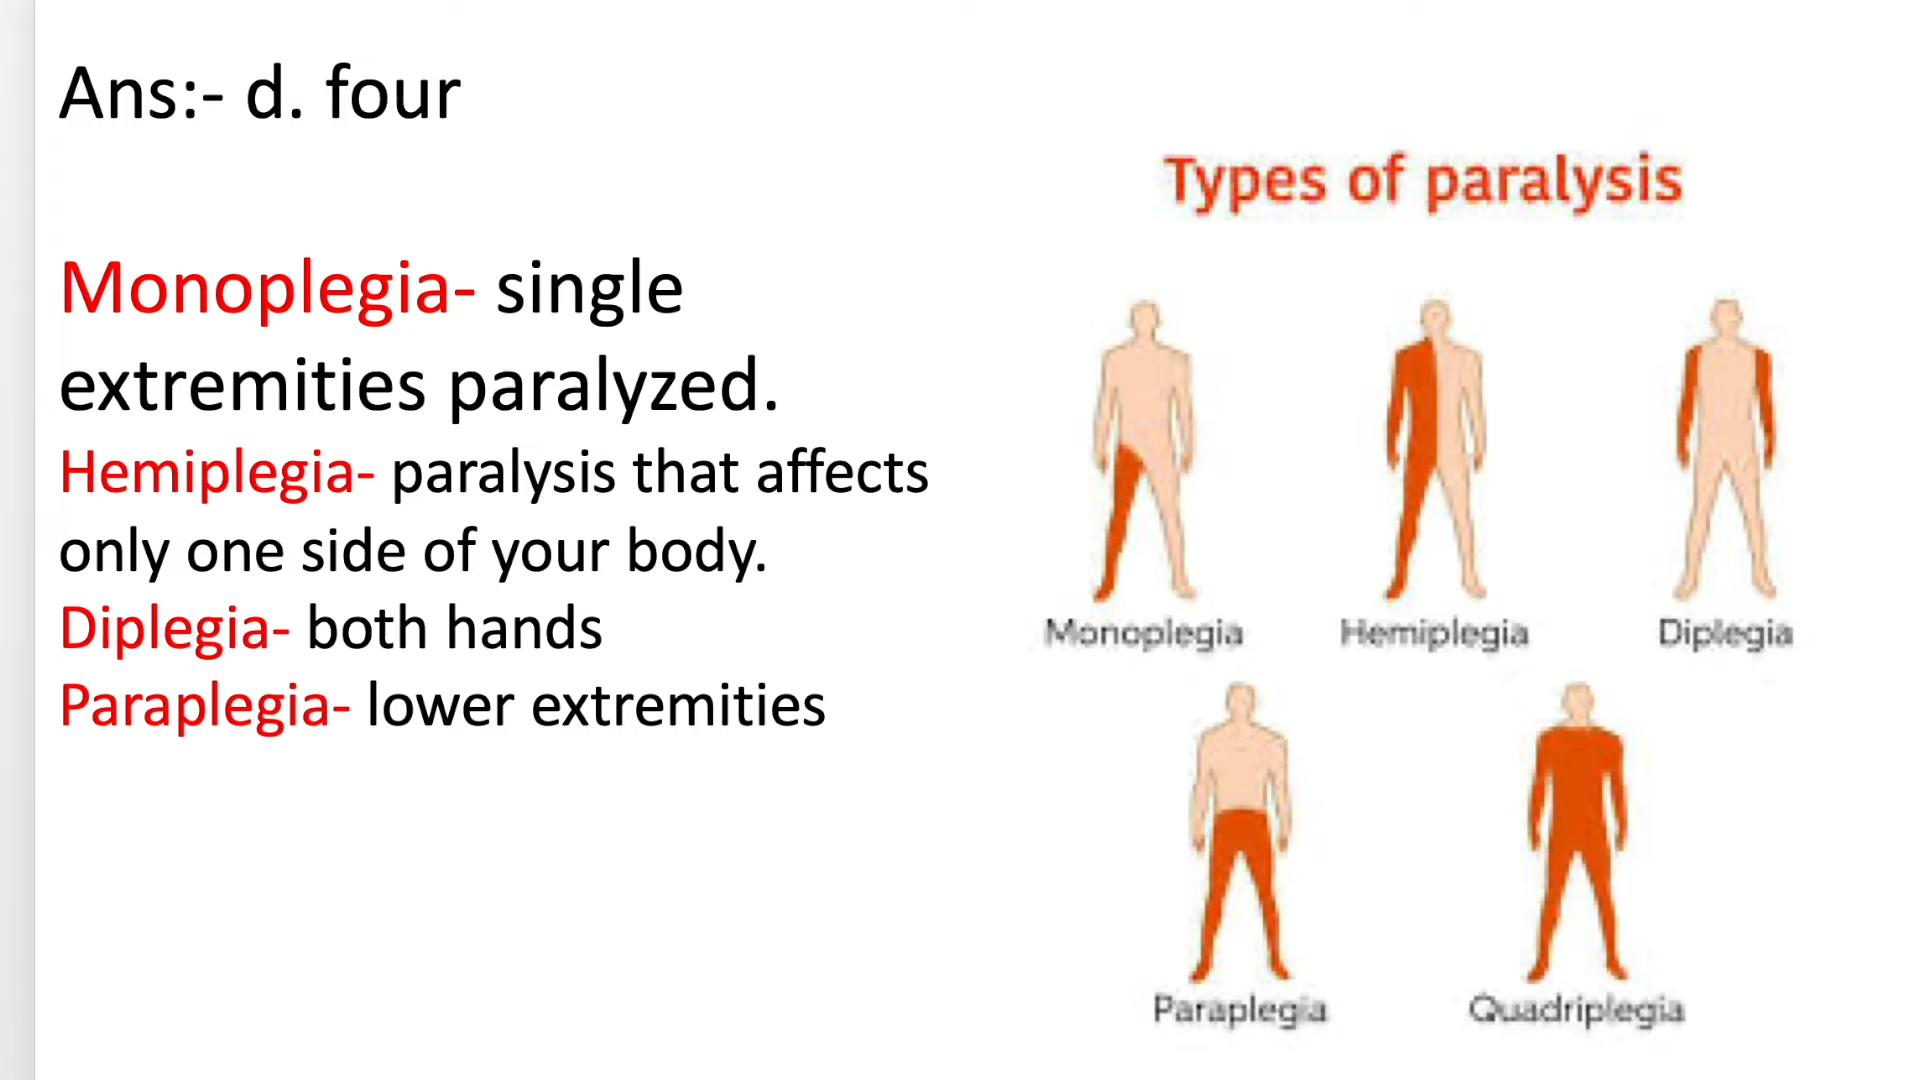 Ans:- d. four
Monoplegia- single
extremities paralyzed.
Hemiplegia- paralysis that affects
only one side of your body.
Diplegia- both hands
Paraplegia- lower extremities
Types of paralysis
Monoplegia
Hemiplegia
Diplegia
Paraplegia
Quadriplegia